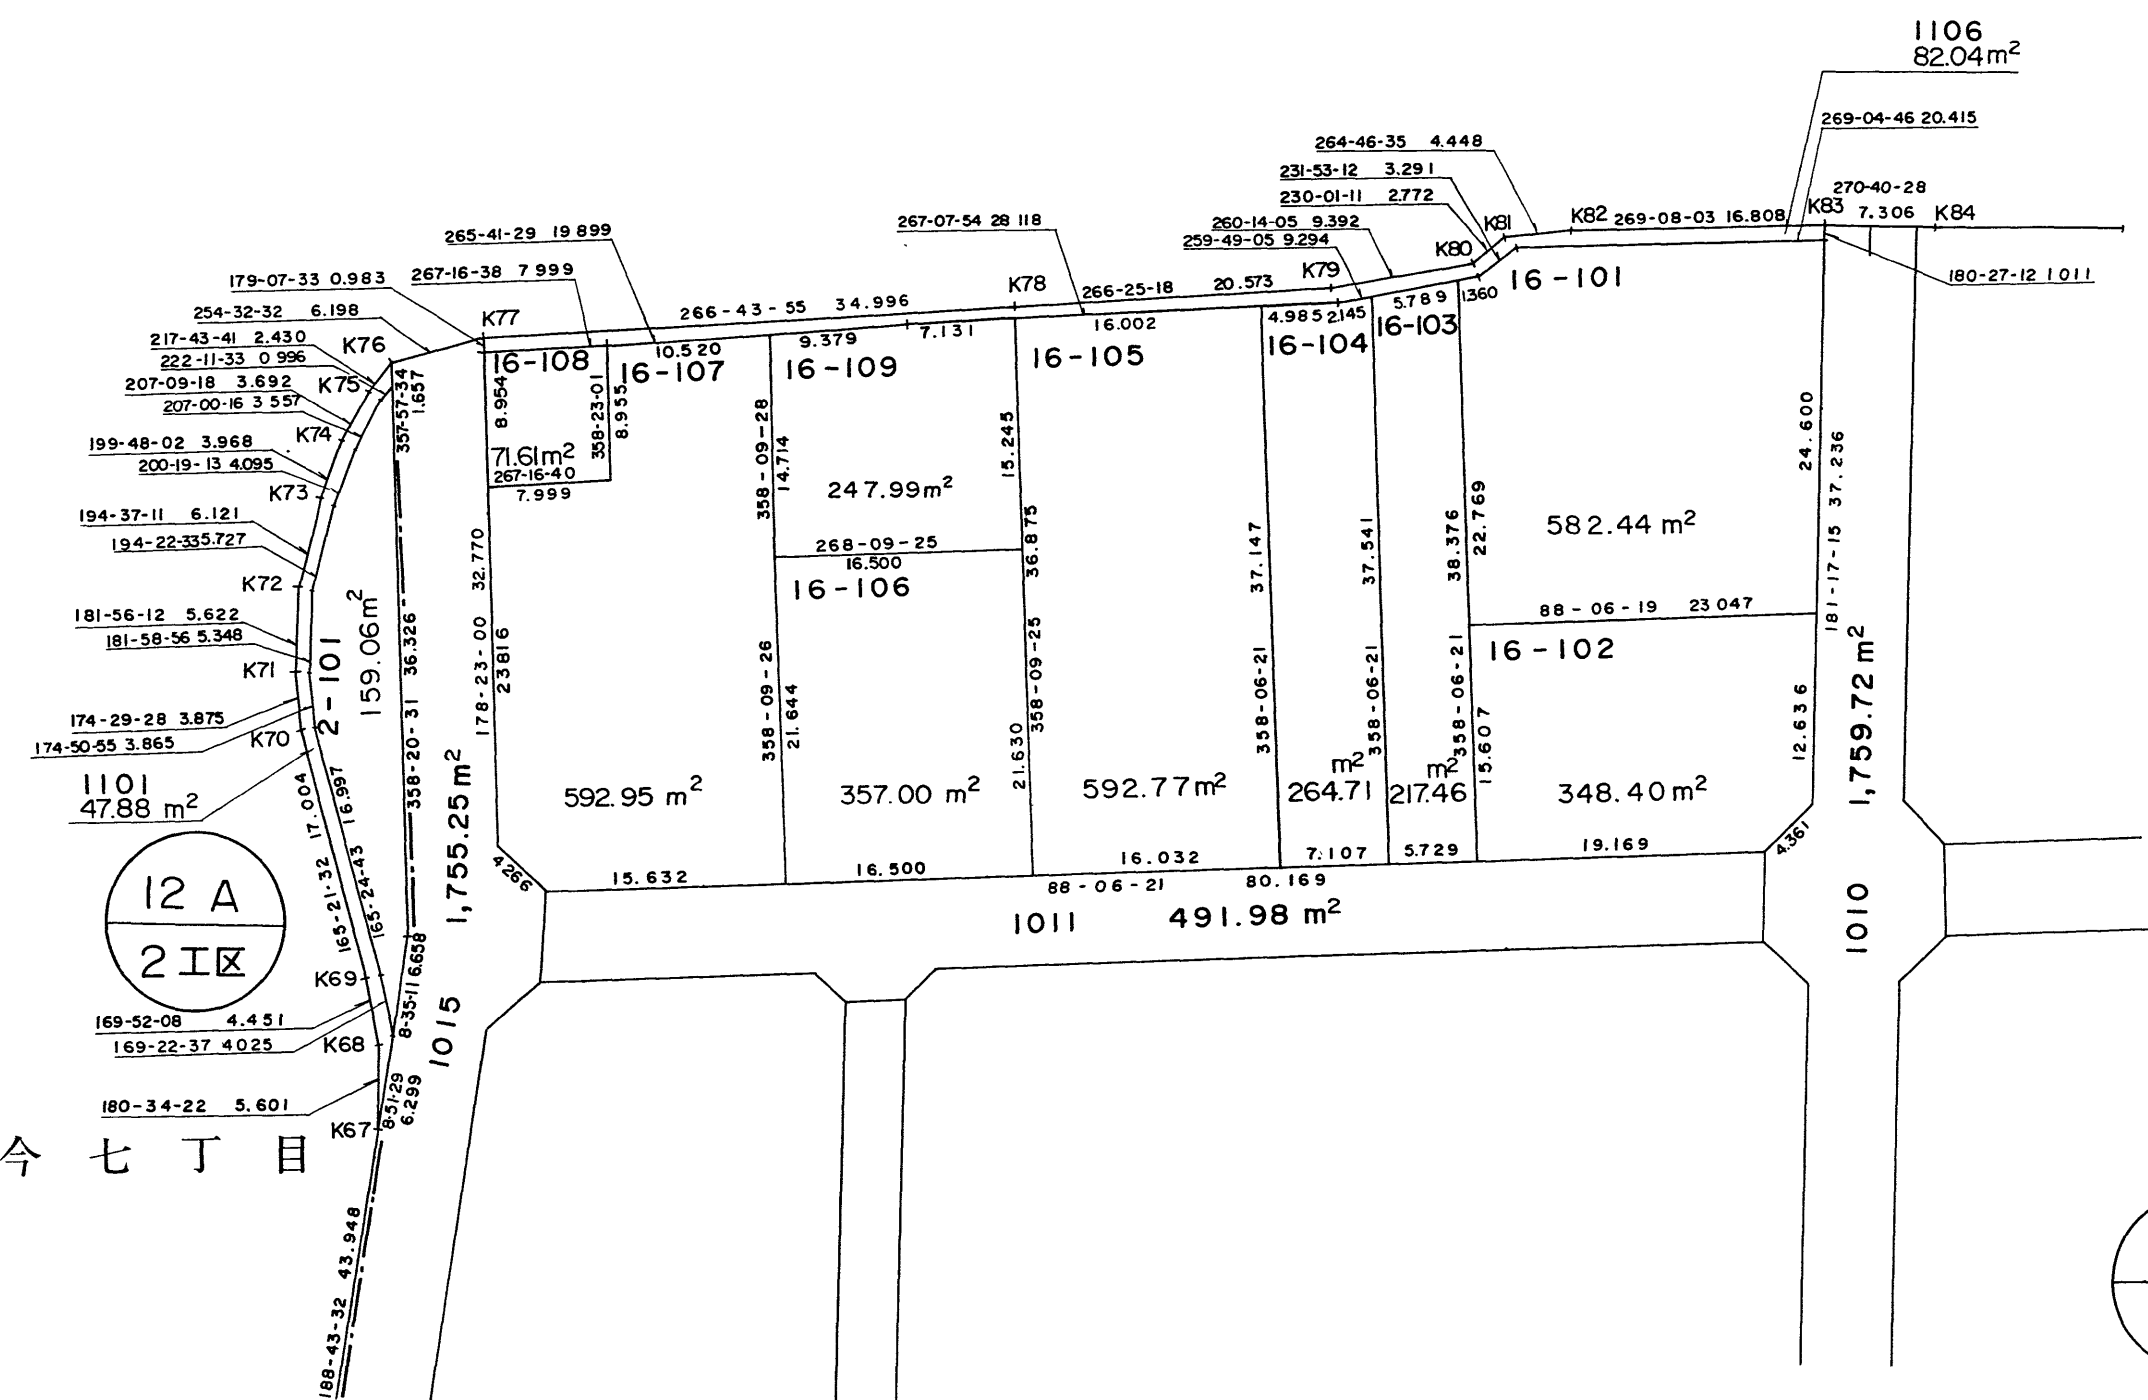 1106
82.04m²
269-04-46 20.415
264-46-35 4.448
231-53-12 3.291
230-01-11 2.772
260-14-05 9.392
259-49-05 9.294
270-40-28
K83 7.306 K84
K81
K82 269-08-03 16.808
K80
K79
180-27-12 1.011
16-101
267-07-54 28 118
265-41-29 19 899
267-16-38 7 999
179-07-33 0.983
254-32-32 6.198
217-43-41 2.430
222-11-33 0 996
207-09-18 3.692
207-00-16 3 557
199-48-02 3.968
200-19-13 4.095
194-37-11 6.121
194-22-33 5.727
181-56-12 5.622
181-58-56 5.348
174-29-28 3.875
174-50-55 3.865
1101
47.88 m²
K78
K77
K76
K75
K74
K73
K72
K71
K70
K69
K68
K67
266-43-55 34.996
266-25-18 20.573
16-108
10.520
16-107
9.379
7.131
16-109
16.002
16-105
4.985
2.145
16-104
5.789
16-103
1360
357-57-34
1.657
8.954
358-23-01
8.955
71.61m²
267-16-40
7.999
358-09-28
14.714
247.99m²
15.245
268-09-25
16.500
16-106
36.875
358-09-25
21.630
37.147
358-06-21
37.541
358-06-21
38.376
358-06-21
22.769
15.607
582.44 m²
24.600
181-17-15 37.236
88-06-19 23 047
16-102
12.636
1,759.72 m²
1010
2-101
159.06m²
36.326
358-20-31
178-23-00 32.770
23816
358-09-26
21.644
592.95 m²
357.00 m²
592.77m²
264.71 m²
217.46 m²
348.40m²
4.266
15.632
16.500
16.032
7.107
5.729
19.169
4.361
88-06-21 80.169
1011 491.98 m²
1,755.25m²
1015
17.004
165-21-32
16.997
165-24-43
12 A
2工区
8-35-11 6.658
169-52-08 4.451
169-22-37 4025
180-34-22 5.601
8-51-29
6.299
今七丁目
188-43-32 43.948